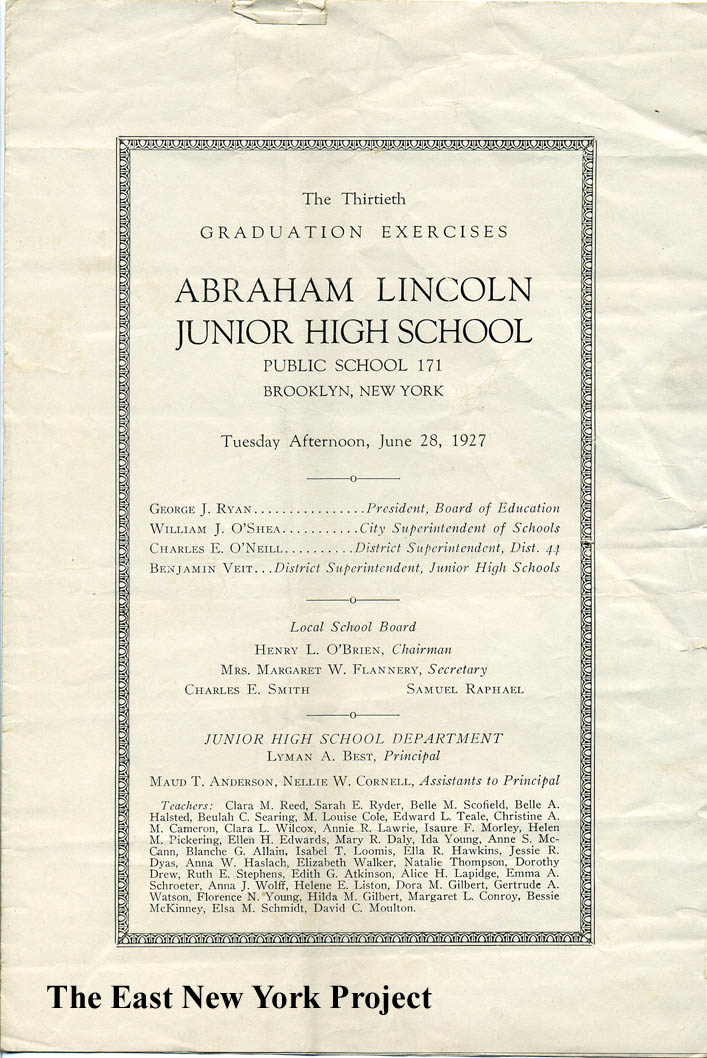 The Thirtieth
GRADUATION EXERCISES
ABRAHAM LINCOLN
JUNIOR HIGH SCHOOL
PUBLIC SCHOOL 171
BROOKLYN, NEW YORK
Tuesday Afternoon, June 28, 1927
GEORGE J. RYAN................President, Board of Education
WILLIAM J. O'SHEA...........City Superintendent of Schools
CHARLES E. O'NEILL..........District Superintendent, Dist. 44
BENJAMIN VEIT...District Superintendent, Junior High Schools
Local School Board
HENRY L. O'BRIEN, Chairman
MRS. MARGARET W. FLANNERY, Secretary
CHARLES E. SMITH SAMUEL RAPHAEL
JUNIOR HIGH SCHOOL DEPARTMENT
LYMAN A. BEST, Principal
MAUD T. ANDERSON, NELLIE W. CORNELL, Assistants to Principal
Teachers: Clara M. Reed, Sarah E. Ryder, Belle M. Scofield, Belle A.
Halsted, Beulah C. Searing, M. Louise Cole, Edward L. Teale, Christine A.
M. Cameron, Clara L. Wilcox, Annie R. Lawrie, Isaure F. Morley, Helen
M. Pickering, Ellen H. Edwards, Mary R. Daly, Ida Young, Anne S. Mc-
Cann, Blanche G. Allain, Isabel T. Loomis, Ella R. Hawkins, Jessie R.
Dyas, Anna W. Haslach, Elizabeth Walker, Natalie Thompson, Dorothy
Drew, Ruth E. Stephens, Edith G. Atkinson, Alice H. Lapidge, Emma A.
Schroeter, Anna J. Wolff, Helene E. Liston, Dora M. Gilbert, Gertrude A.
Watson, Florence N. Young, Hilda M. Gilbert, Margaret L. Conroy, Bessie
McKinney, Elsa M. Schmidt, David C. Moulton.
The East New York Project